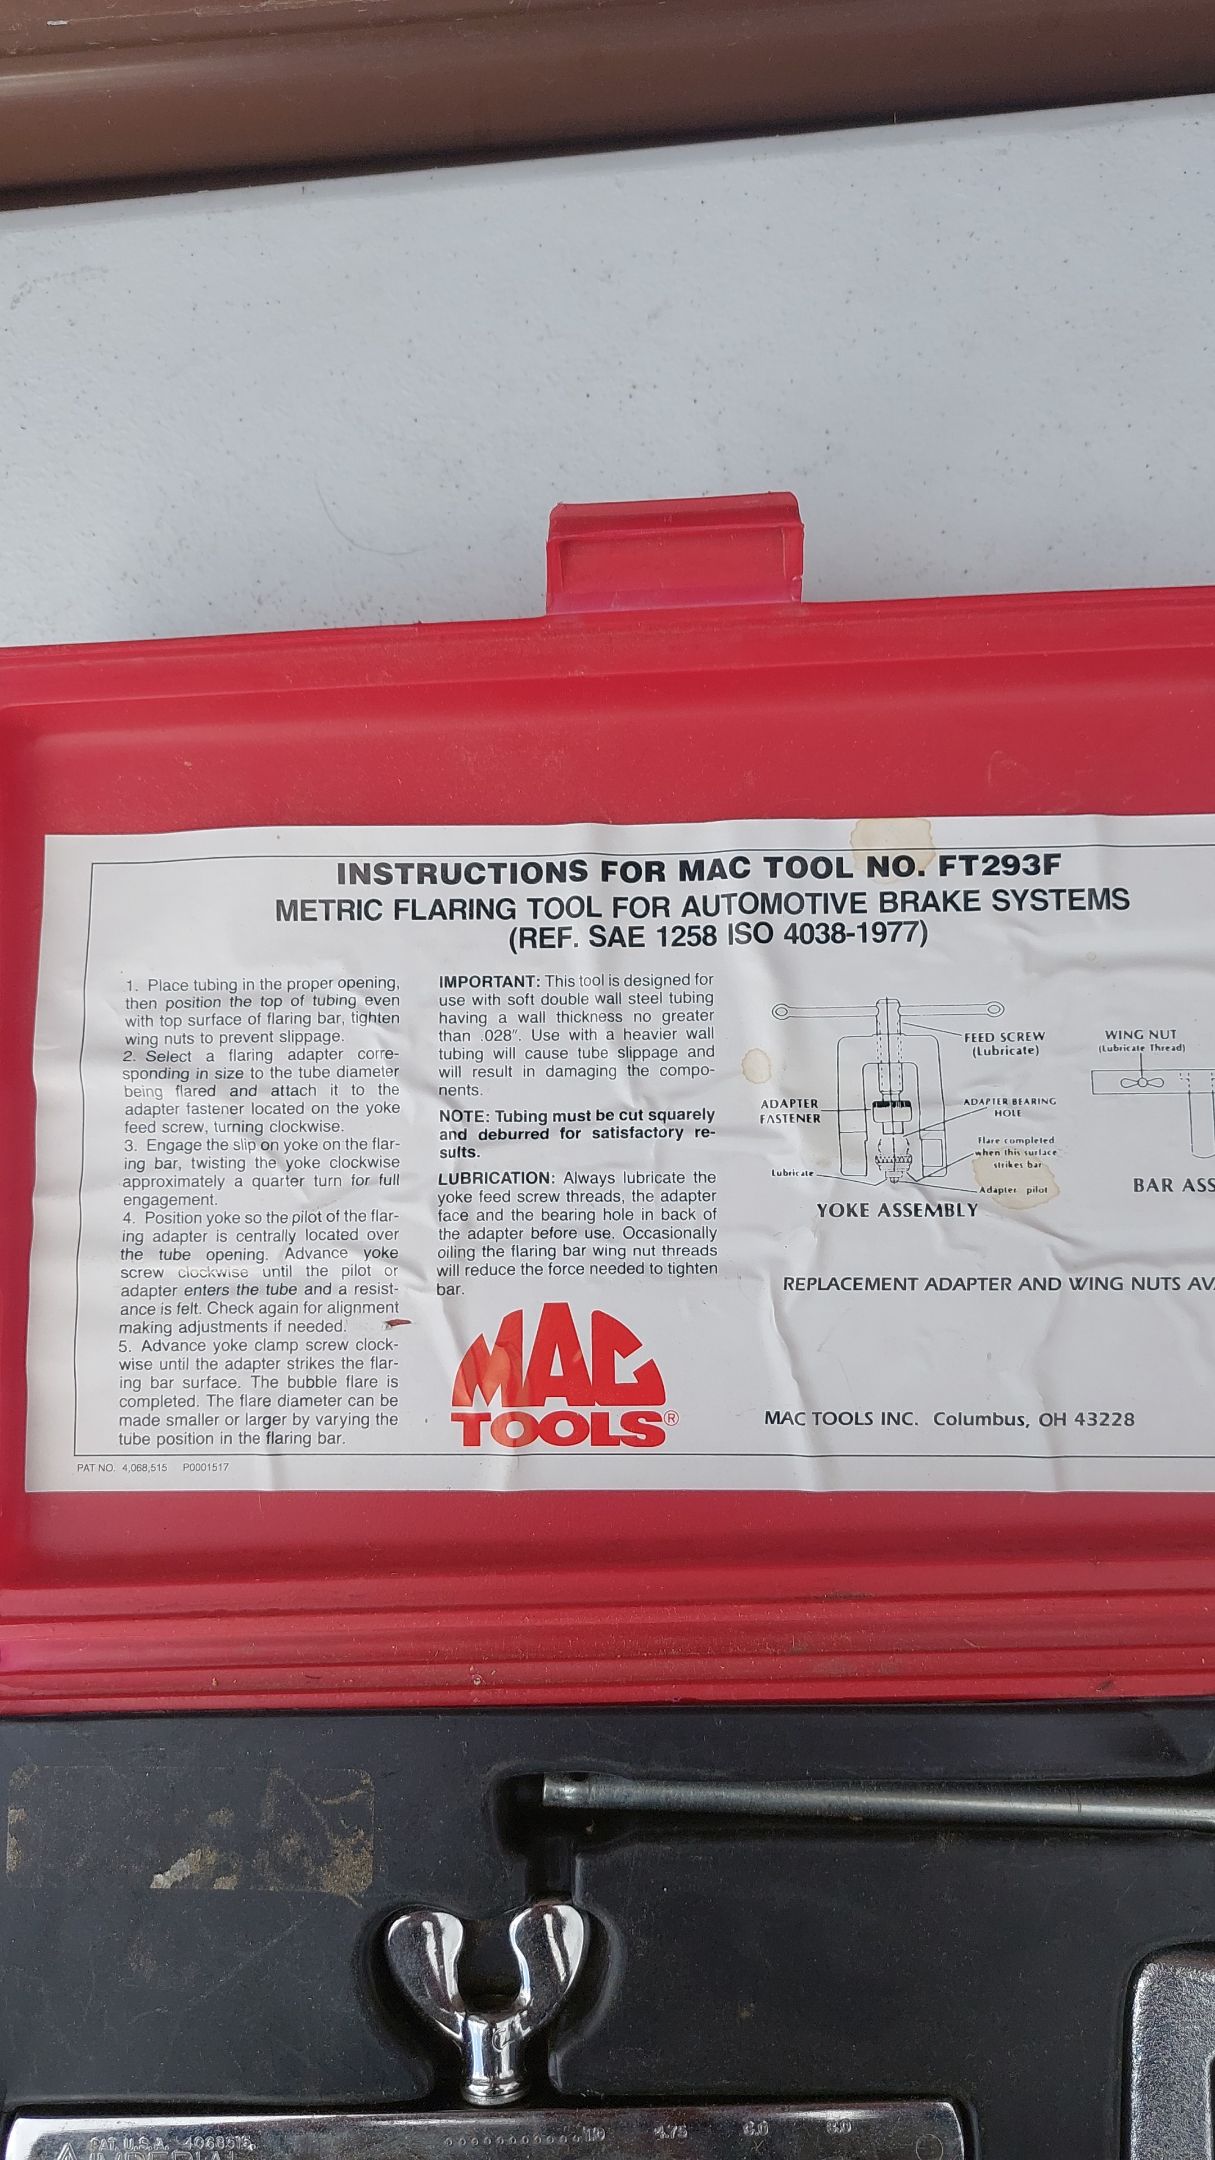 INSTRUCTIONS FOR MAC TOOL NO. FT293F
METRIC FLARING TOOL FOR AUTOMOTIVE BRAKE SYSTEMS
(REF. SAE 1258 ISO 4038-1977)
1. Place tubing in the proper opening,
then position the top of tubing even
with top surface of flaring bar, tighten
wing nuts to prevent slippage.
2. Select a flaring adapter corre-
sponding in size to the tube diameter
being flared and attach it to the
adapter fastener located on the yoke
feed screw, turning clockwise.
3. Engage the slip on yoke on the flar-
ing bar, twisting the yoke clockwise
approximately a quarter turn for full
engagement.
4. Position yoke so the pilot of the flar-
ing adapter is centrally located over
the tube opening. Advance yoke
screw clockwise until the pilot or
adapter enters the tube and a resist-
ance is felt. Check again for alignment
making adjustments if needed.
5. Advance yoke clamp screw clock-
wise until the adapter strikes the flar-
ing bar surface. The bubble flare is
completed. The flare diameter can be
made smaller or larger by varying the
tube position in the flaring bar.
IMPORTANT: This tool is designed for
use with soft double wall steel tubing
having a wall thickness no greater
than .028". Use with a heavier wall
tubing will cause tube slippage and
will result in damaging the compo-
nents.
NOTE: Tubing must be cut squarely
and deburred for satisfactory re-
sults.
LUBRICATION: Always lubricate the
yoke feed screw threads, the adapter
face and the bearing hole in back of
the adapter before use. Occasionally
oiling the flaring bar wing nut threads
will reduce the force needed to tighten
bar.
MAC
TOOLS®
FEED SCREW
(Lubricate)
ADAPTER
FASTENER
ADAPTER BEARING
HOLE
Flare completed
when this surface
strikes bar
Lubricate
Adapter pilot
YOKE ASSEMBLY
WING NUT
(Lubricate Thread)
BAR ASS
REPLACEMENT ADAPTER AND WING NUTS AVA
MAC TOOLS INC. Columbus, OH 43228
PAT NO. 4,068,515 P0001517
PAT. U.S.A. 4068515
4.75 6.0
IMPERIAL